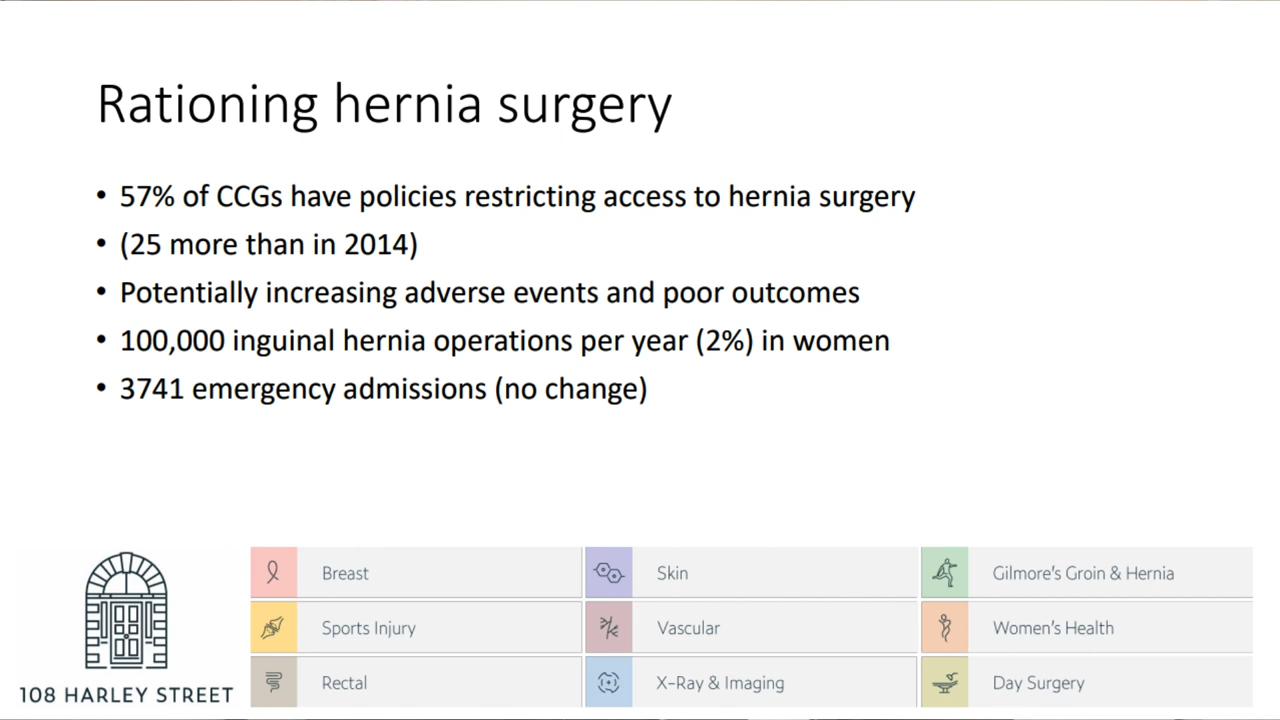 Rationing hernia surgery
• 57% of CCGs have policies restricting access to hernia surgery
• (25 more than in 2014)
• Potentially increasing adverse events and poor outcomes
• 100,000 inguinal hernia operations per year (2%) in women
• 3741 emergency admissions (no change)
108 HARLEY STREET
Breast
Skin
Gilmore's Groin & Hernia
Sports Injury
Vascular
Women's Health
Rectal
X-Ray & Imaging
Day Surgery